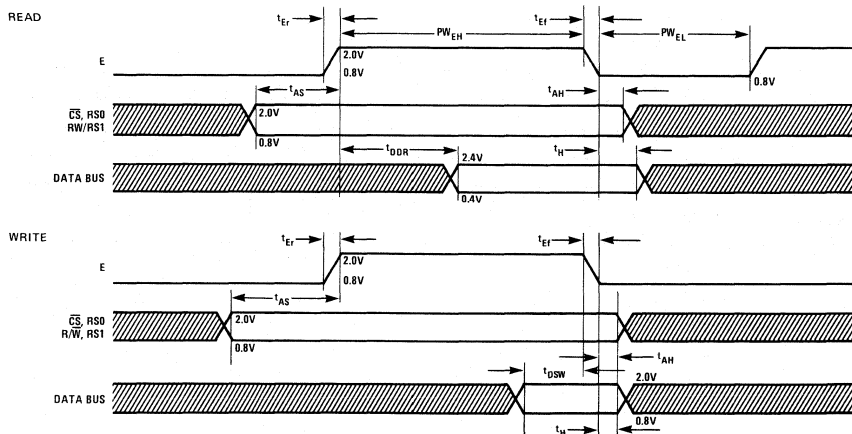 READ
tEr
tEf
PWEH
PWEL
E
2.0V
0.8V
0.8V
tAS
tAH
CS, RS0
RW/RS1
2.0V
0.8V
tDDR
tH
DATA BUS
2.4V
0.4V
WRITE
tEr
tEf
E
2.0V
0.8V
tAS
CS, RS0
R/W, RS1
2.0V
0.8V
tAH
tDSW
DATA BUS
2.0V
0.8V
tH